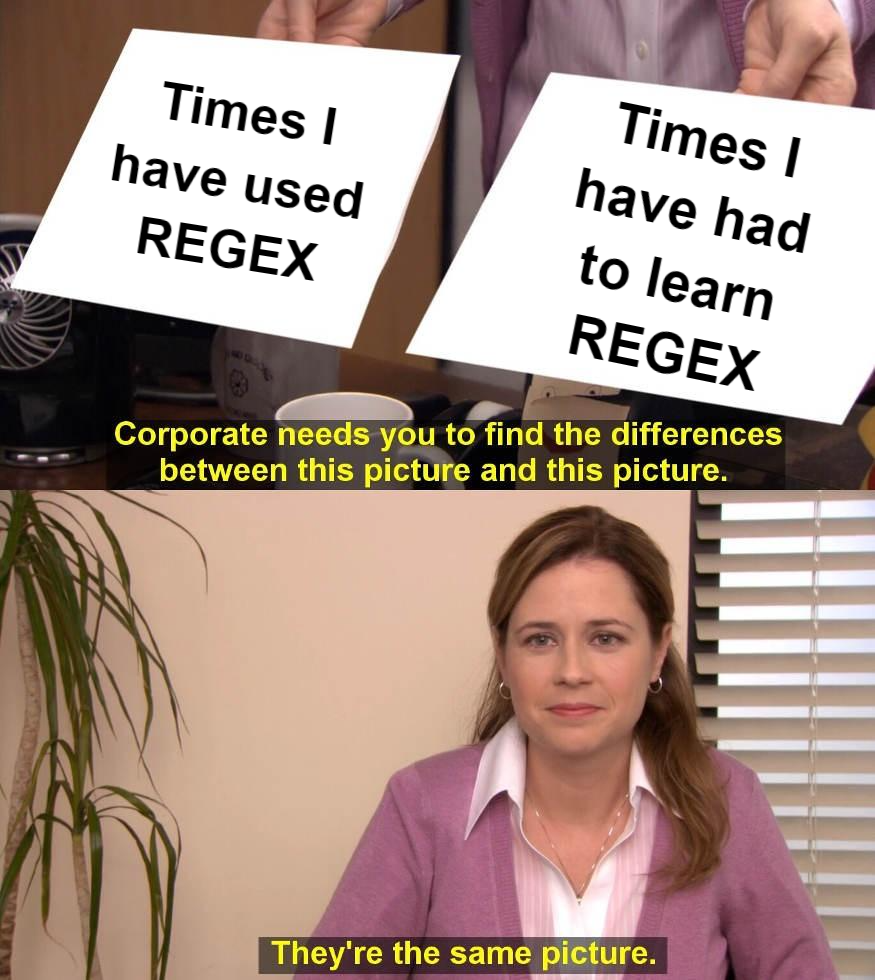 Times I
have used
REGEX
Times I
have had
to learn
REGEX
Corporate needs you to find the differences
between this picture and this picture.
They're the same picture.